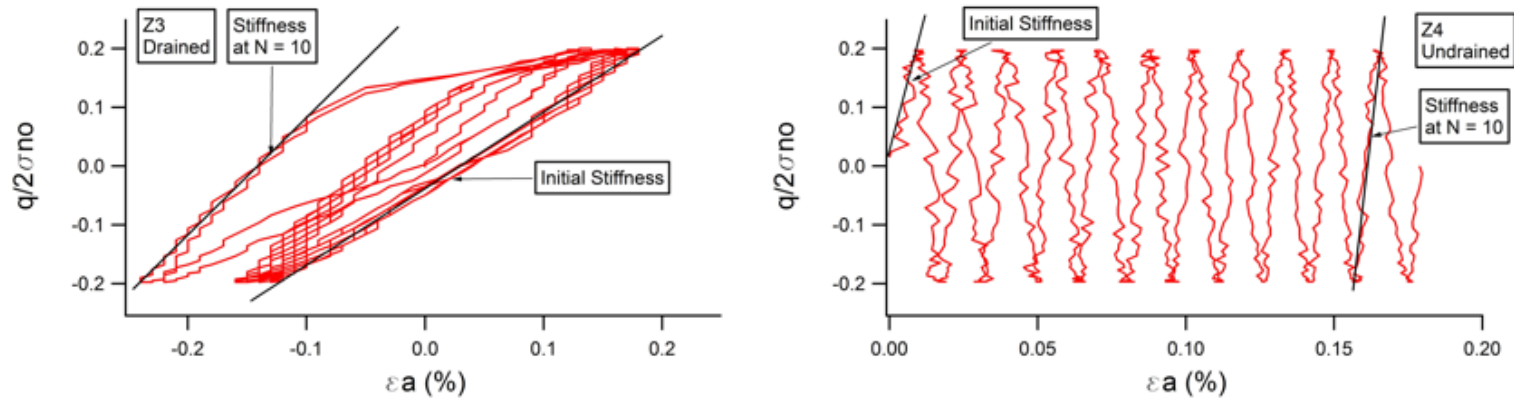 Z3
Drained
Stiffness
at N = 10
Initial Stiffness
q/2σno
0.2
0.1
0.0
-0.1
-0.2
-0.2
-0.1
0.0
0.1
0.2
εa (%)
Initial Stiffness
Z4
Undrained
Stiffness
at N = 10
q/2σno
0.2
0.1
0.0
-0.1
-0.2
0.00
0.05
0.10
0.15
0.20
εa (%)